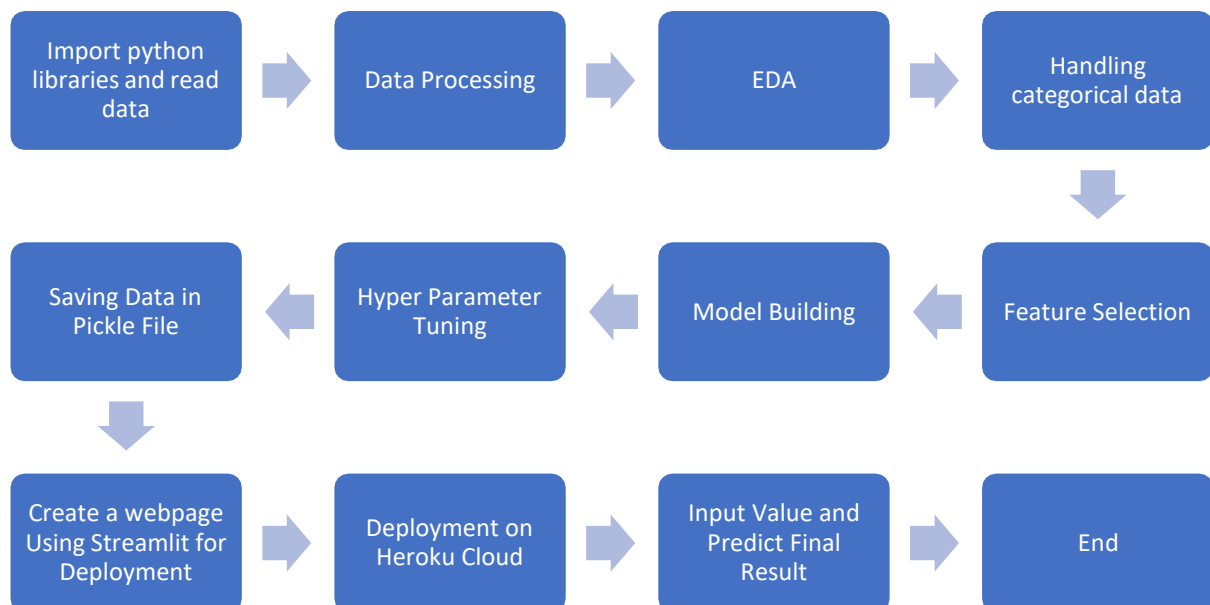 Import python
libraries and read
data
Data Processing
EDA
Handling
categorical data
Feature Selection
Model Building
Hyper Parameter
Tuning
Saving Data in
Pickle File
Create a webpage
Using Streamlit for
Deployment
Deployment on
Heroku Cloud
Input Value and
Predict Final
Result
End